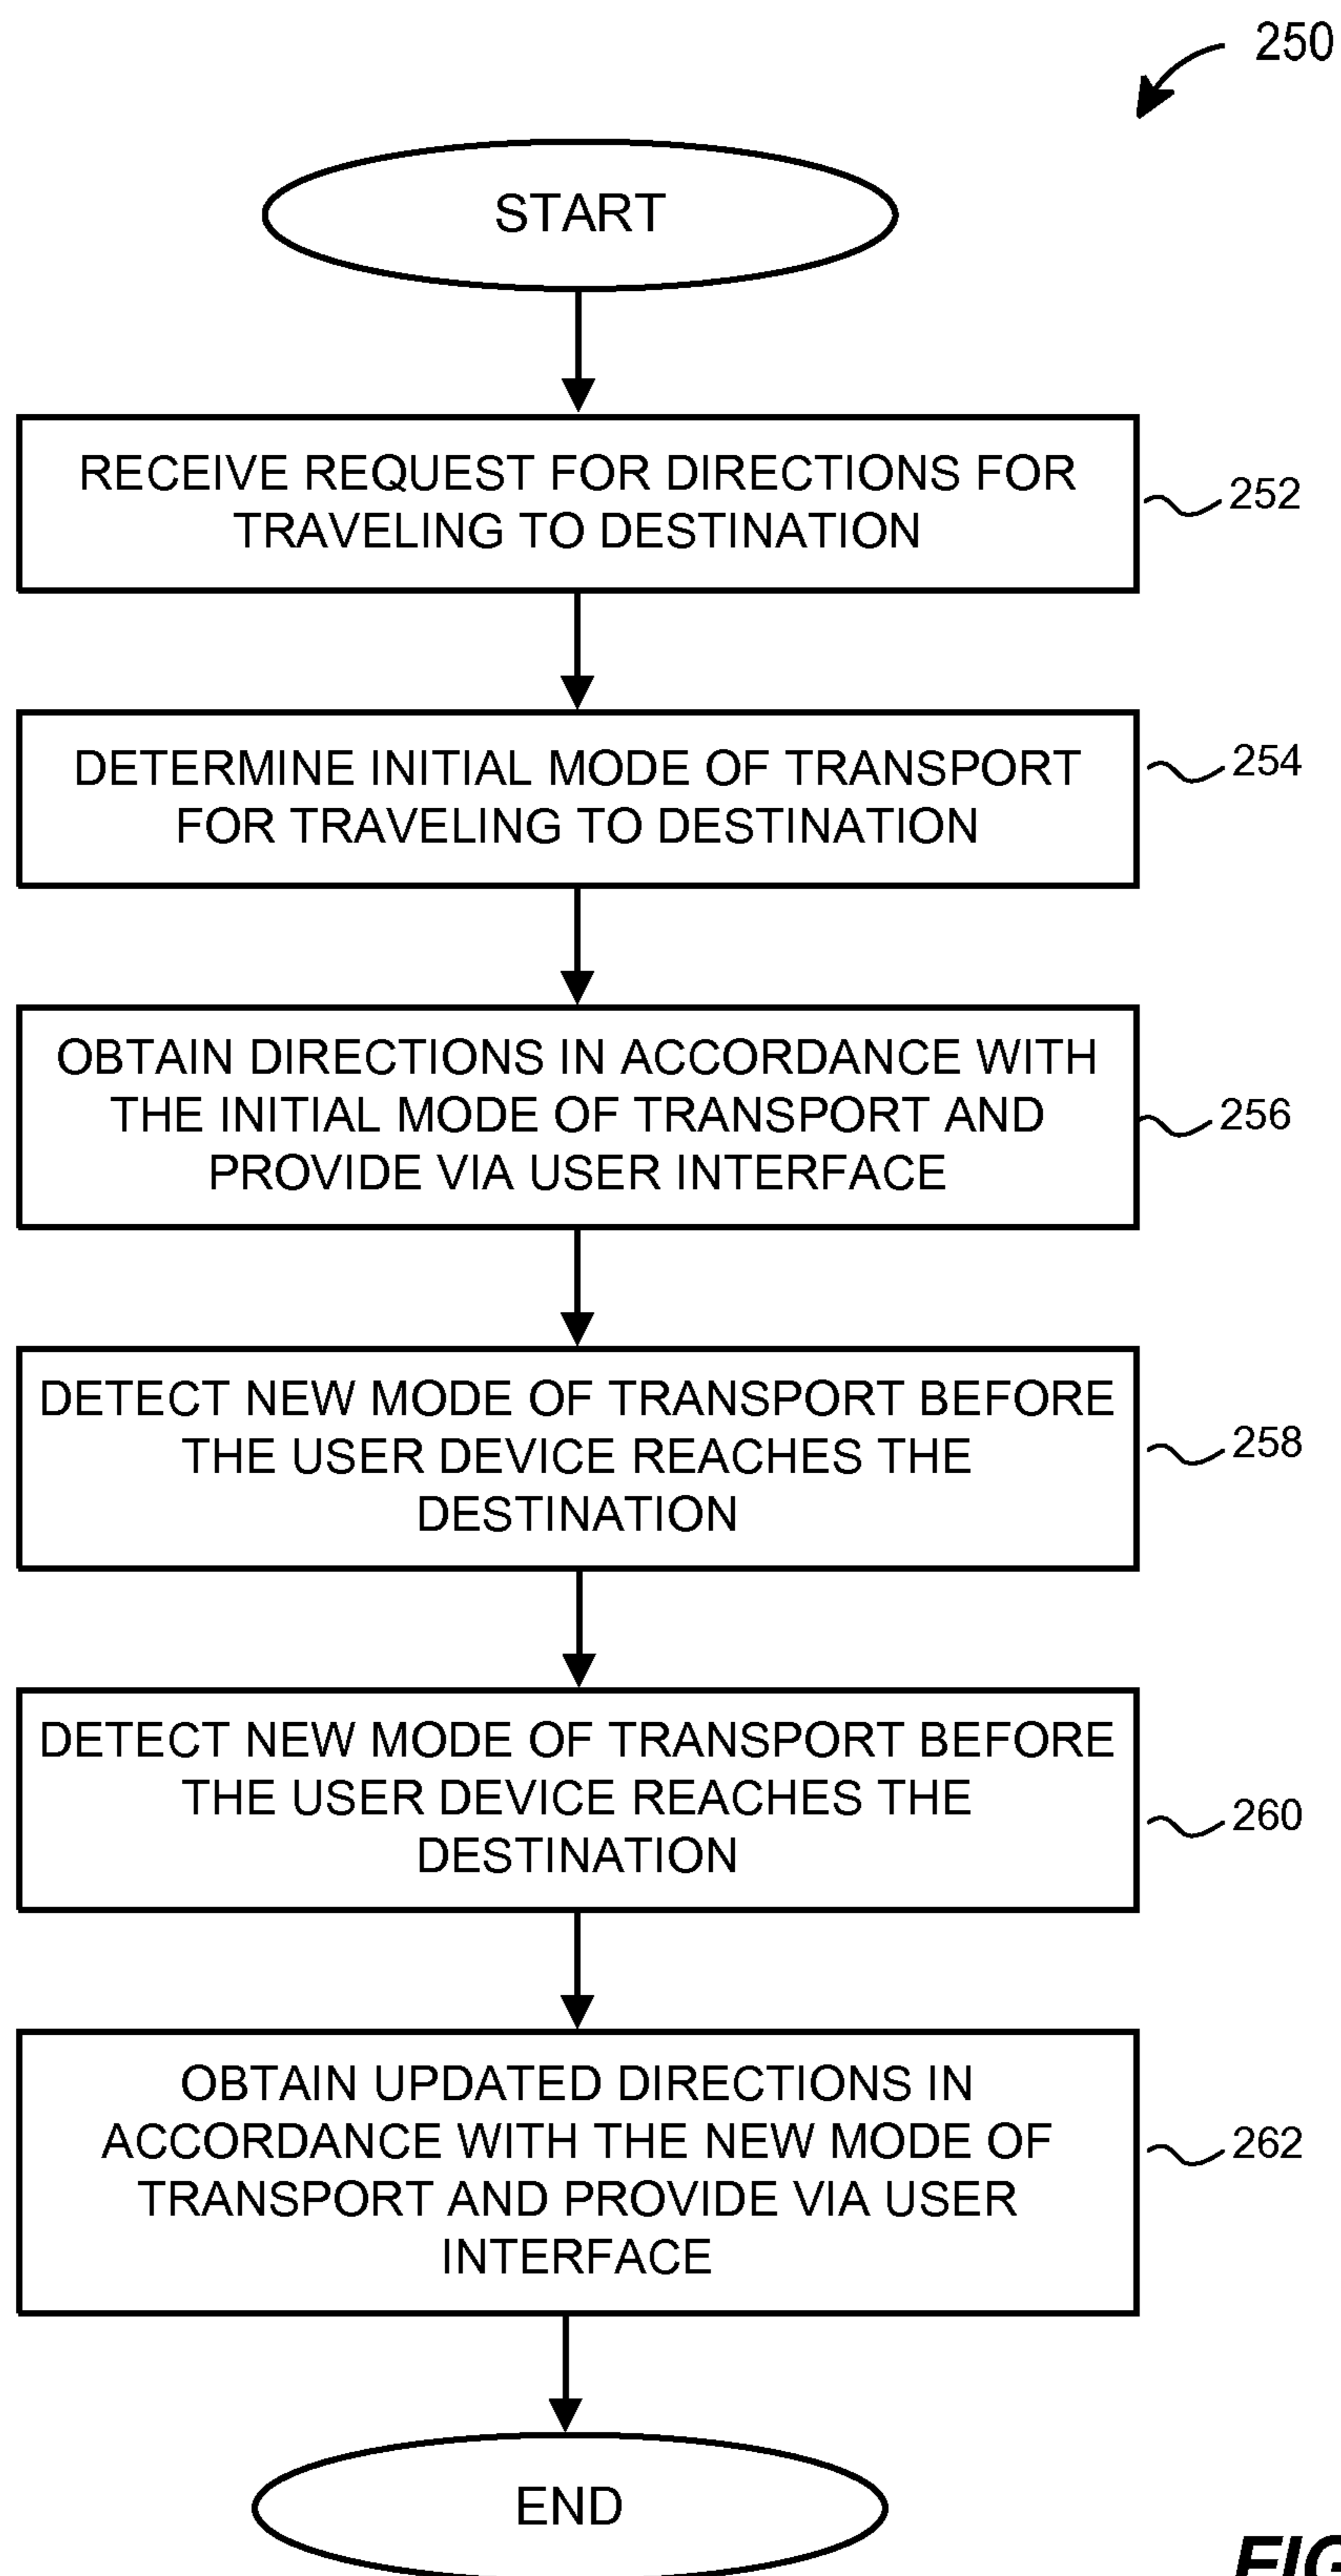 250
START
RECEIVE REQUEST FOR DIRECTIONS FOR
TRAVELING TO DESTINATION
252
DETERMINE INITIAL MODE OF TRANSPORT
FOR TRAVELING TO DESTINATION
254
OBTAIN DIRECTIONS IN ACCORDANCE WITH
THE INITIAL MODE OF TRANSPORT AND
PROVIDE VIA USER INTERFACE
256
DETECT NEW MODE OF TRANSPORT BEFORE
THE USER DEVICE REACHES THE
DESTINATION
258
DETECT NEW MODE OF TRANSPORT BEFORE
THE USER DEVICE REACHES THE
DESTINATION
260
OBTAIN UPDATED DIRECTIONS IN
ACCORDANCE WITH THE NEW MODE OF
TRANSPORT AND PROVIDE VIA USER
INTERFACE
262
END
FIG